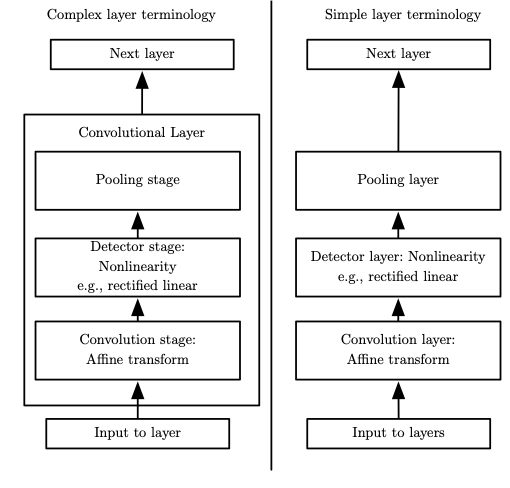 Complex layer terminology
Next layer
Convolutional Layer
Pooling stage
Detector stage:
Nonlinearity
e.g., rectified linear
Convolution stage:
Affine transform
Input to layer
Simple layer terminology
Next layer
Pooling layer
Detector layer: Nonlinearity
e.g., rectified linear
Convolution layer:
Affine transform
Input to layers